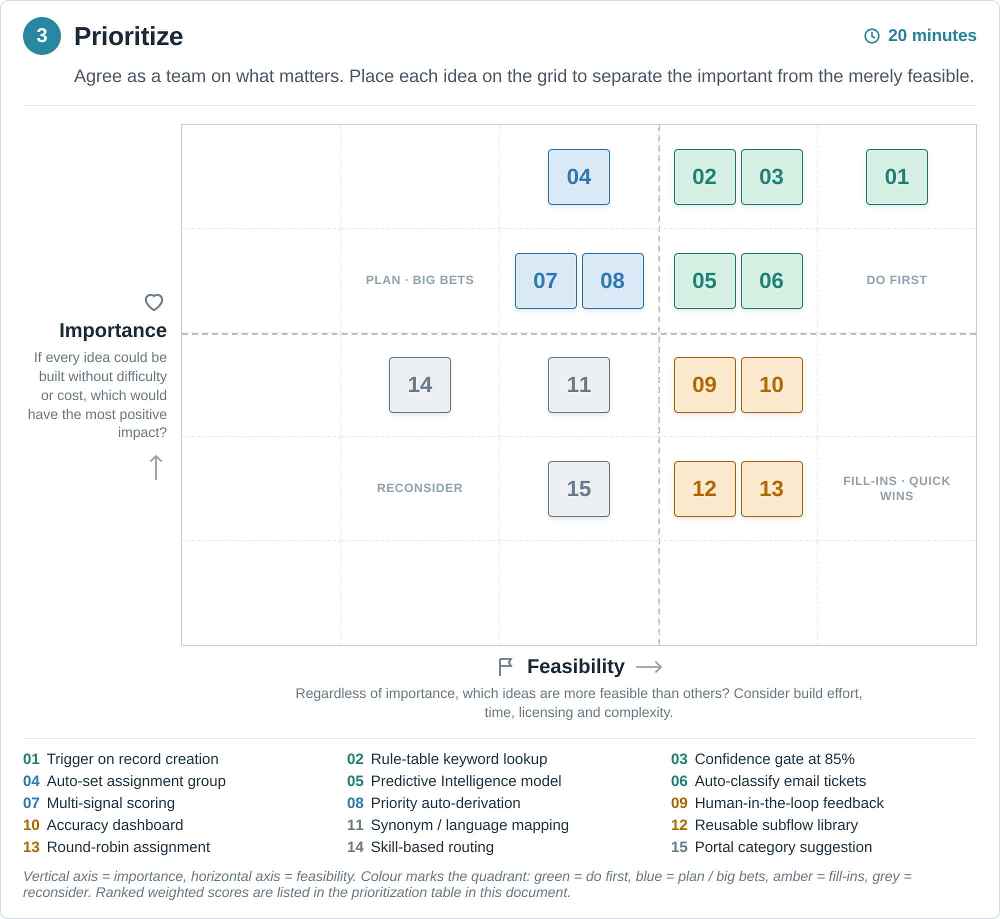 3 Prioritize
20 minutes
Agree as a team on what matters. Place each idea on the grid to separate the important from the merely feasible.
04 02 03 01
PLAN · BIG BETS 07 08 05 06 DO FIRST
Importance
If every idea could be
built without difficulty
or cost, which would
have the most positive
impact?
14 11 09 10
RECONSIDER 15 12 13 FILL-INS · QUICK
WINS
Feasibility
Regardless of importance, which ideas are more feasible than others? Consider build effort,
time, licensing and complexity.
01 Trigger on record creation 02 Rule-table keyword lookup 03 Confidence gate at 85%
04 Auto-set assignment group 05 Predictive Intelligence model 06 Auto-classify email tickets
07 Multi-signal scoring 08 Priority auto-derivation 09 Human-in-the-loop feedback
10 Accuracy dashboard 11 Synonym / language mapping 12 Reusable subflow library
13 Round-robin assignment 14 Skill-based routing 15 Portal category suggestion
Vertical axis = importance, horizontal axis = feasibility. Colour marks the quadrant: green = do first, blue = plan / big bets, amber = fill-ins, grey =
reconsider. Ranked weighted scores are listed in the prioritization table in this document.